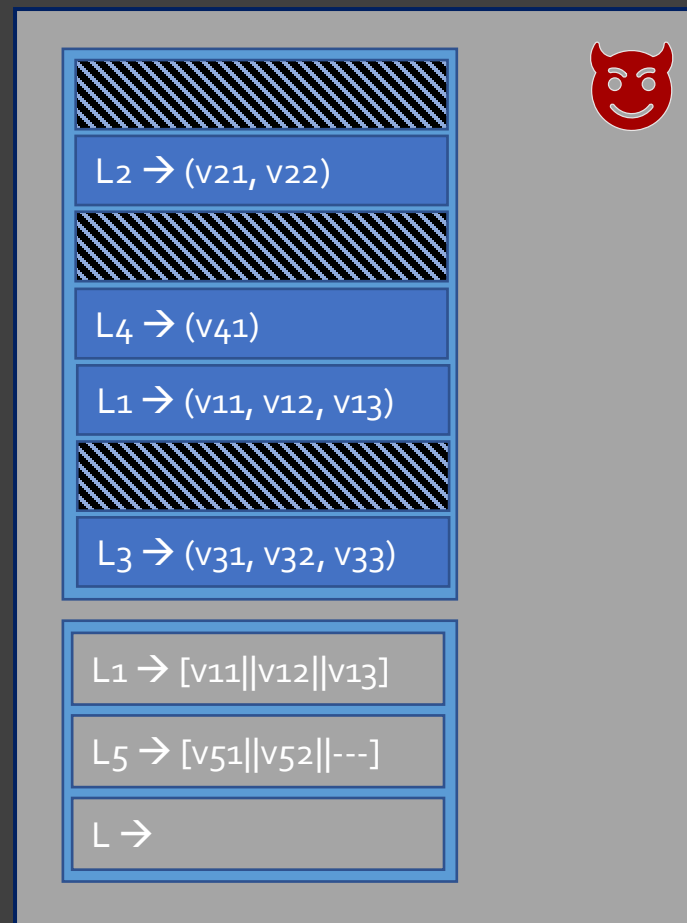 L2 → (v21, v22)
L4 → (v41)
L1 → (v11, v12, v13)
L3 → (v31, v32, v33)
L1 → [v11||v12||v13]
L5 → [v51||v52||---]
L →